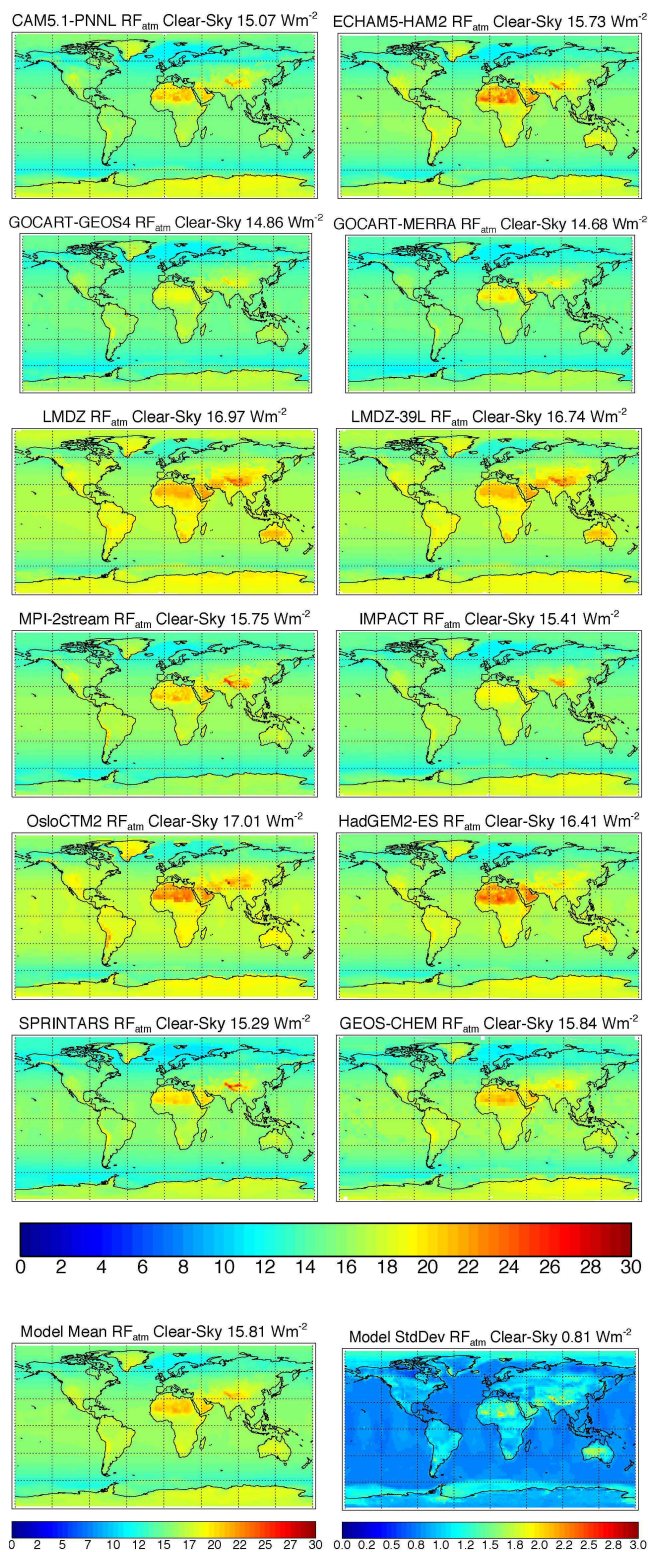 CAM5.1-PNNL RFatm Clear-Sky 15.07 Wm-2
ECHAM5-HAM2 RFatm Clear-Sky 15.73 Wm-2
GOCART-GEOS4 RFatm Clear-Sky 14.86 Wm-2
GOCART-MERRA RFatm Clear-Sky 14.68 Wm-2
LMDZ RFatm Clear-Sky 16.97 Wm-2
LMDZ-39L RFatm Clear-Sky 16.74 Wm-2
MPI-2stream RFatm Clear-Sky 15.75 Wm-2
IMPACT RFatm Clear-Sky 15.41 Wm-2
OsloCTM2 RFatm Clear-Sky 17.01 Wm-2
HadGEM2-ES RFatm Clear-Sky 16.41 Wm-2
SPRINTARS RFatm Clear-Sky 15.29 Wm-2
GEOS-CHEM RFatm Clear-Sky 15.84 Wm-2
0 2 4 6 8 10 12 14 16 18 20 22 24 26 28 30
Model Mean RFatm Clear-Sky 15.81 Wm-2
Model StdDev RFatm Clear-Sky 0.81 Wm-2
0 2 5 7 10 12 15 17 20 22 25 27 30
0.0 0.2 0.5 0.8 1.0 1.2 1.5 1.8 2.0 2.2 2.5 2.8 3.0